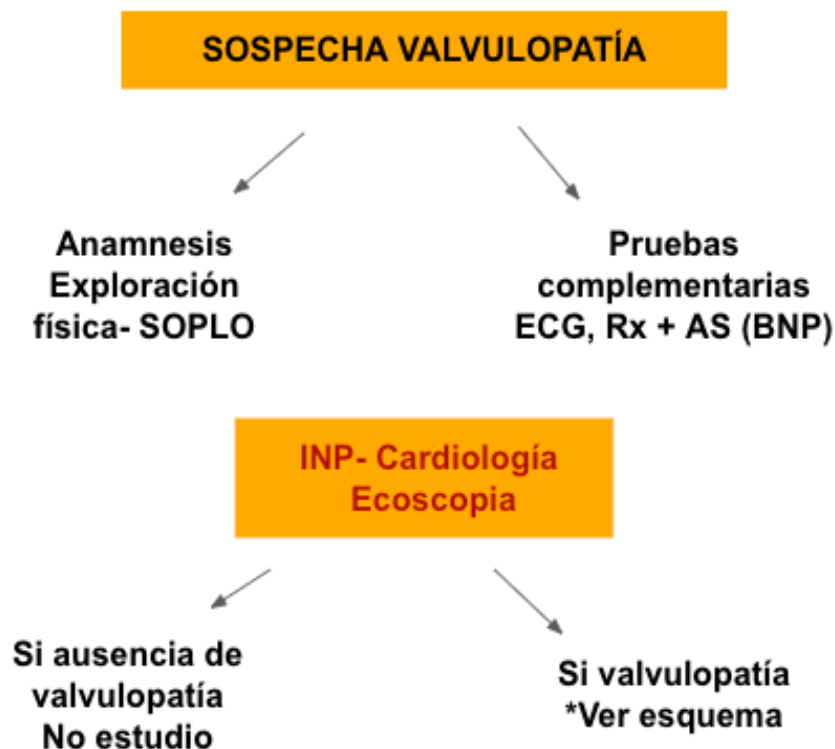 SOSPECHA VALVULOPATÍA
Anamnesis
Exploración
física- SOPLO
Pruebas
complementarias
ECG, Rx + AS (BNP)
INP- Cardiología
Ecoscopia
Si ausencia de
valvulopatía
No estudio
Si valvulopatía
*Ver esquema